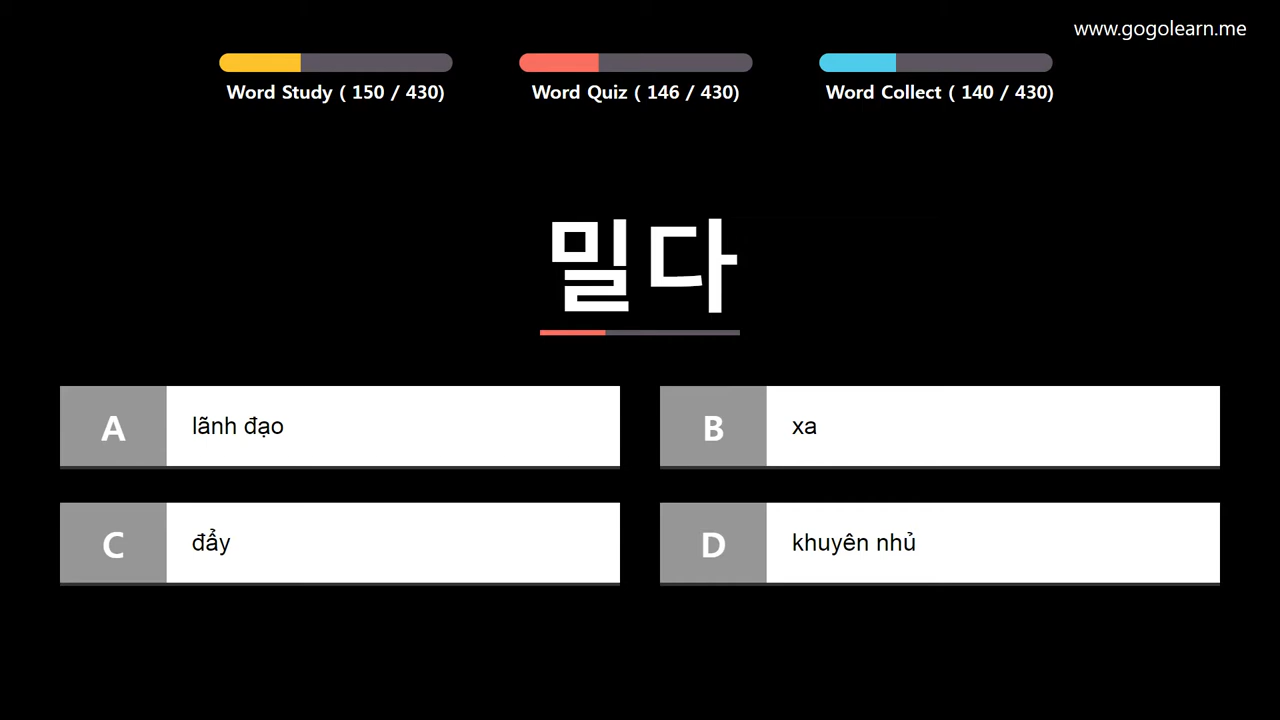 www.gogolearn.me
Word Study ( 150 / 430)
Word Quiz ( 146 / 430)
Word Collect ( 140 / 430)
밀다
A lãnh đạo
B xa
C đẩy
D khuyên nhủ